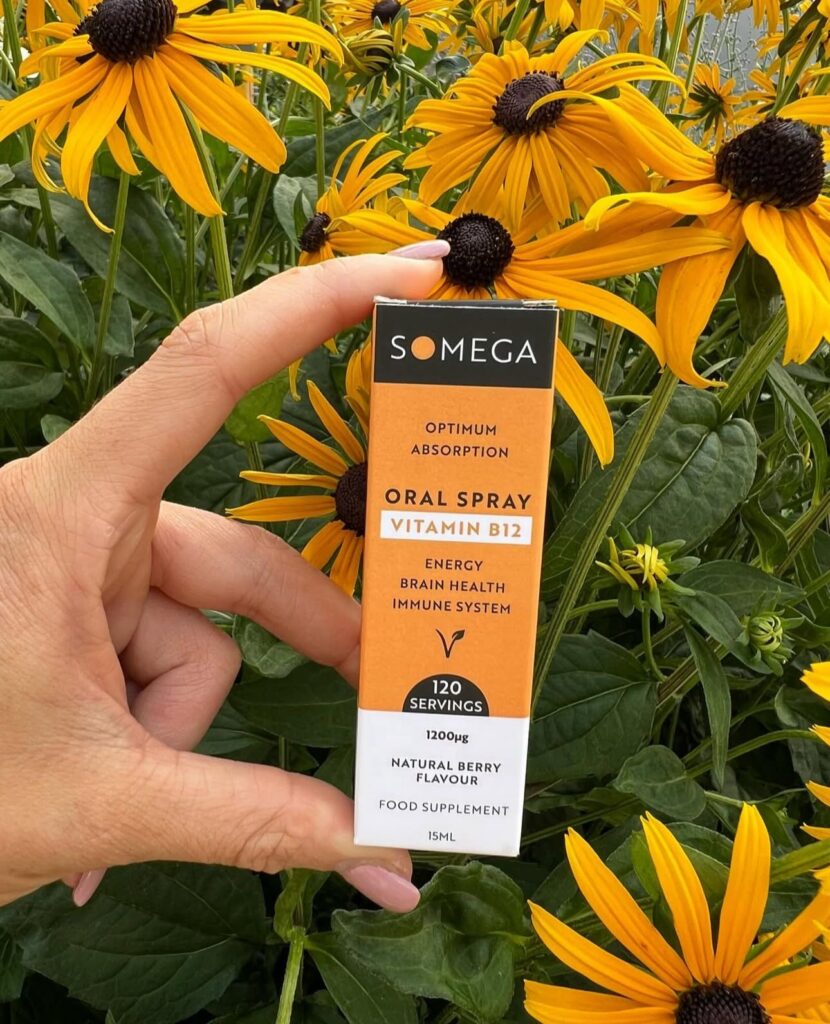 SOMEGA
OPTIMUM
ABSORPTION
ORAL SPRAY
VITAMIN B12
ENERGY
BRAIN HEALTH
IMMUNE SYSTEM
120
SERVINGS
1200µg
NATURAL BERRY
FLAVOUR
FOOD SUPPLEMENT
15ML